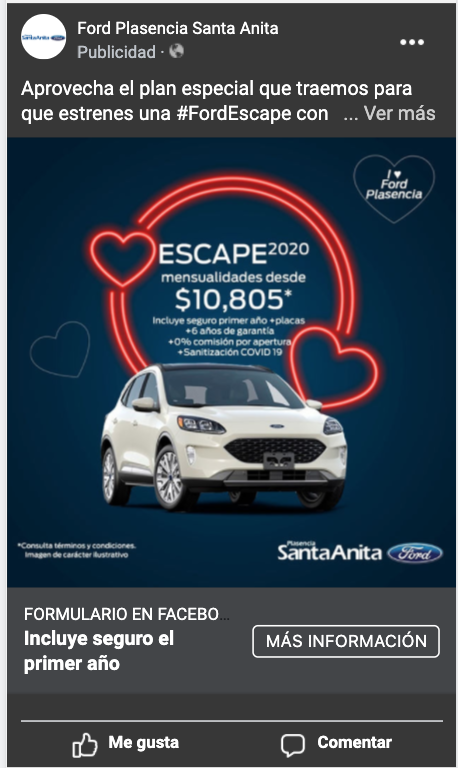 Ford Plasencia Santa Anita
Publicidad ·
Aprovecha el plan especial que traemos para
que estrenes una #FordEscape con ... Ver más
I ♥
Ford
Plasencia
ESCAPE2020
mensualidades desde
$10,805*
Incluye seguro primer año +placas
+6 años de garantía
+0% comisión por apertura
+Sanitización COVID 19
*Consulta términos y condiciones.
Imagen de carácter ilustrativo
Plasencia
SantaAnita Ford
FORMULARIO EN FACEBO...
Incluye seguro el
primer año
MÁS INFORMACIÓN
Me gusta Comentar